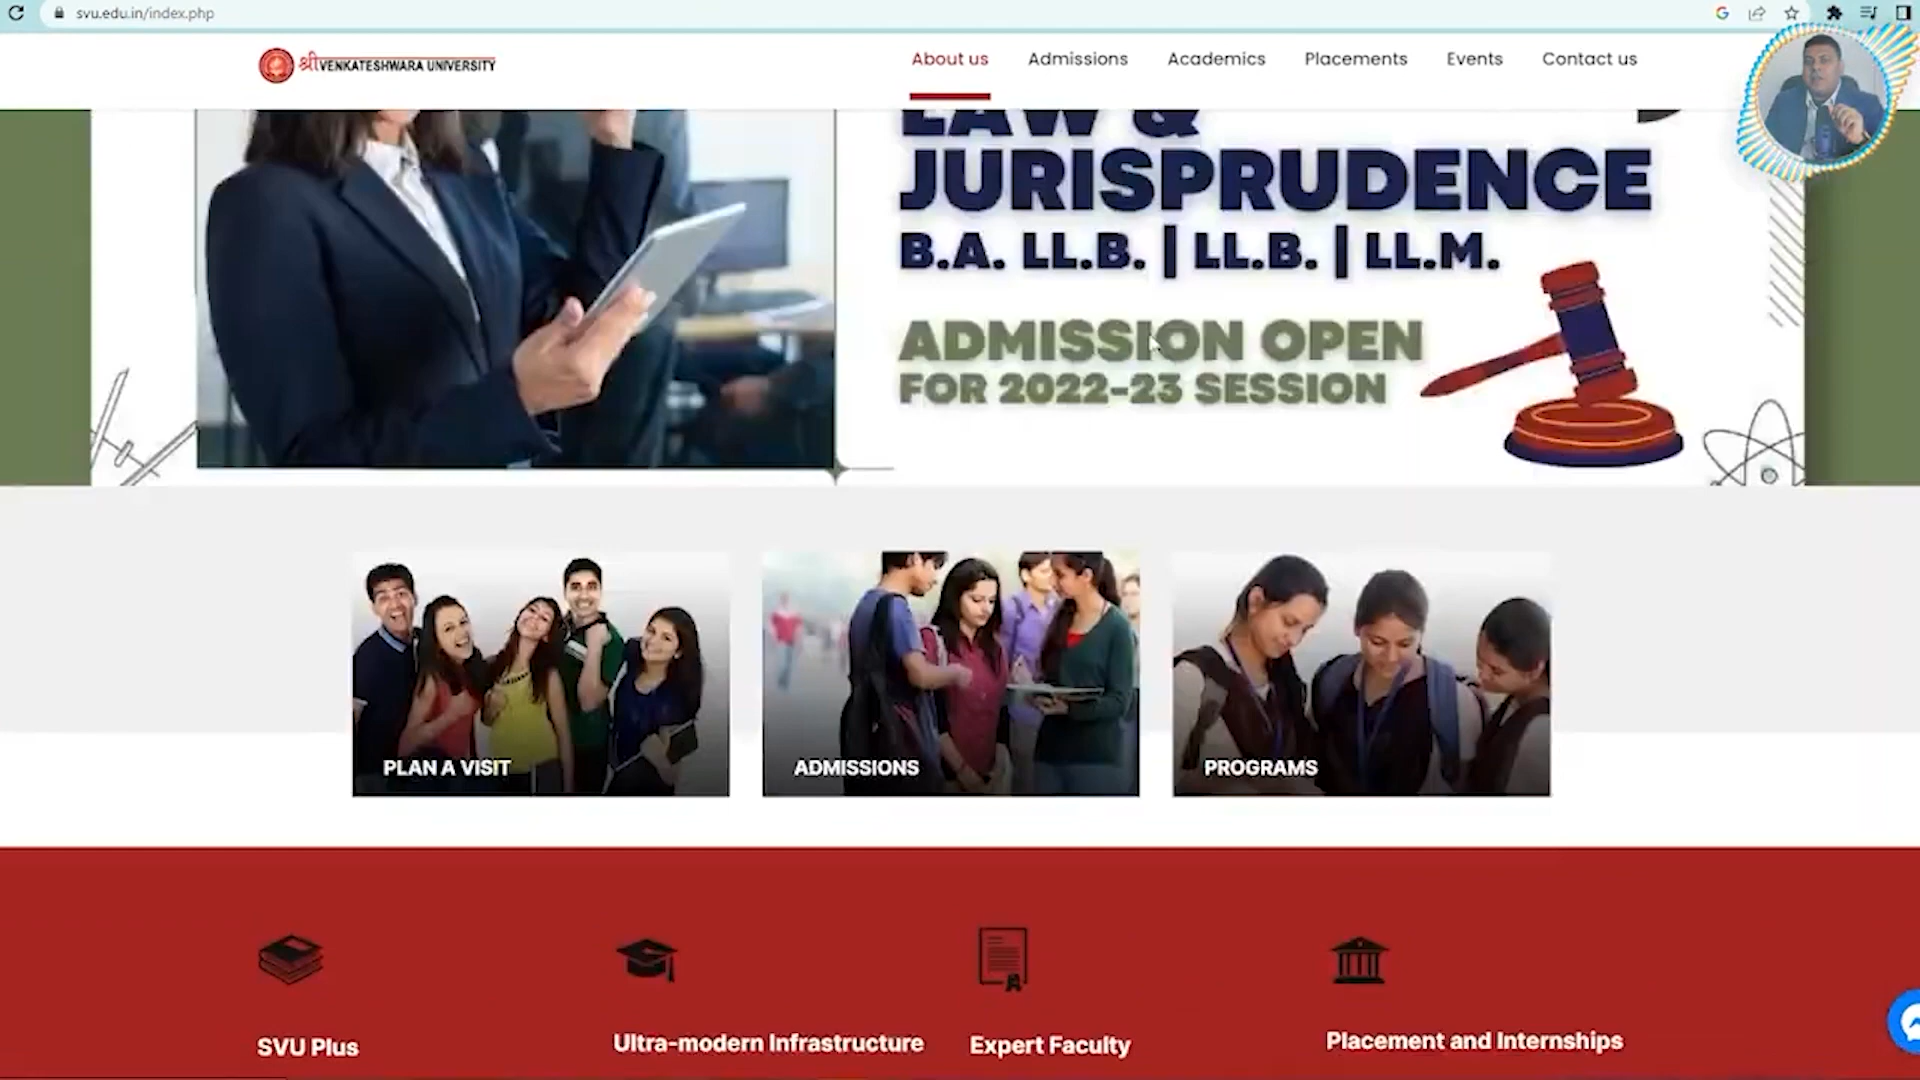 svu.edu.in/index.php
श्री VENKATESHWARA UNIVERSITY
About us
Admissions
Academics
Placements
Events
Contact us
LAW &
JURISPRUDENCE
B.A. LL.B. | LL.B. | LL.M.
ADMISSION OPEN
FOR 2022-23 SESSION
PLAN A VISIT
ADMISSIONS
PROGRAMS
SVU Plus
Ultra-modern Infrastructure
Expert Faculty
Placement and Internships